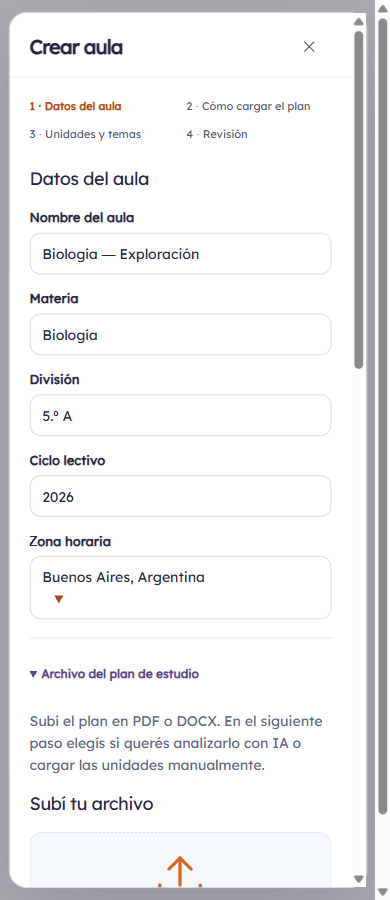 Crear aula
1 · Datos del aula
2 · Cómo cargar el plan
3 · Unidades y temas
4 · Revisión
Datos del aula
Nombre del aula
Biología — Exploración
Materia
Biología
División
5.º A
Ciclo lectivo
2026
Zona horaria
Buenos Aires, Argentina
Archivo del plan de estudio
Subí el plan en PDF o DOCX. En el siguiente
paso elegís si querés analizarlo con IA o
cargar las unidades manualmente.
Subí tu archivo